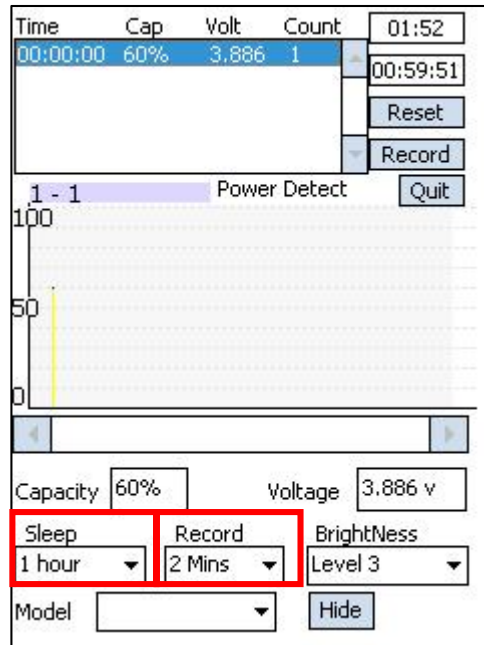 Time Cap Volt Count 01:52
00:00:00 60% 3.886 1
00:59:51
Reset
Record
1 - 1 Power Detect Quit
100
50
0
Capacity 60% Voltage 3.886 v
Sleep Record BrightNess
1 hour 2 Mins Level 3
Model Hide